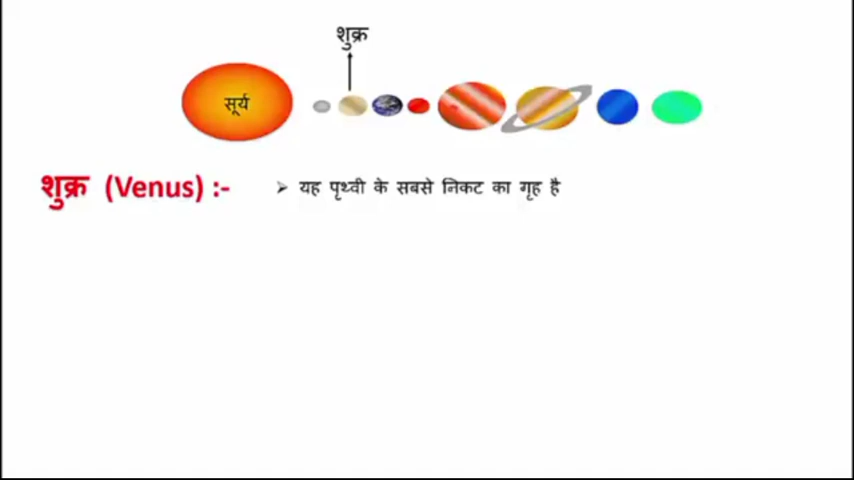 शुक्र
सूर्य
शुक्र (Venus) :- ➢ यह पृथ्वी के सबसे निकट का गृह है